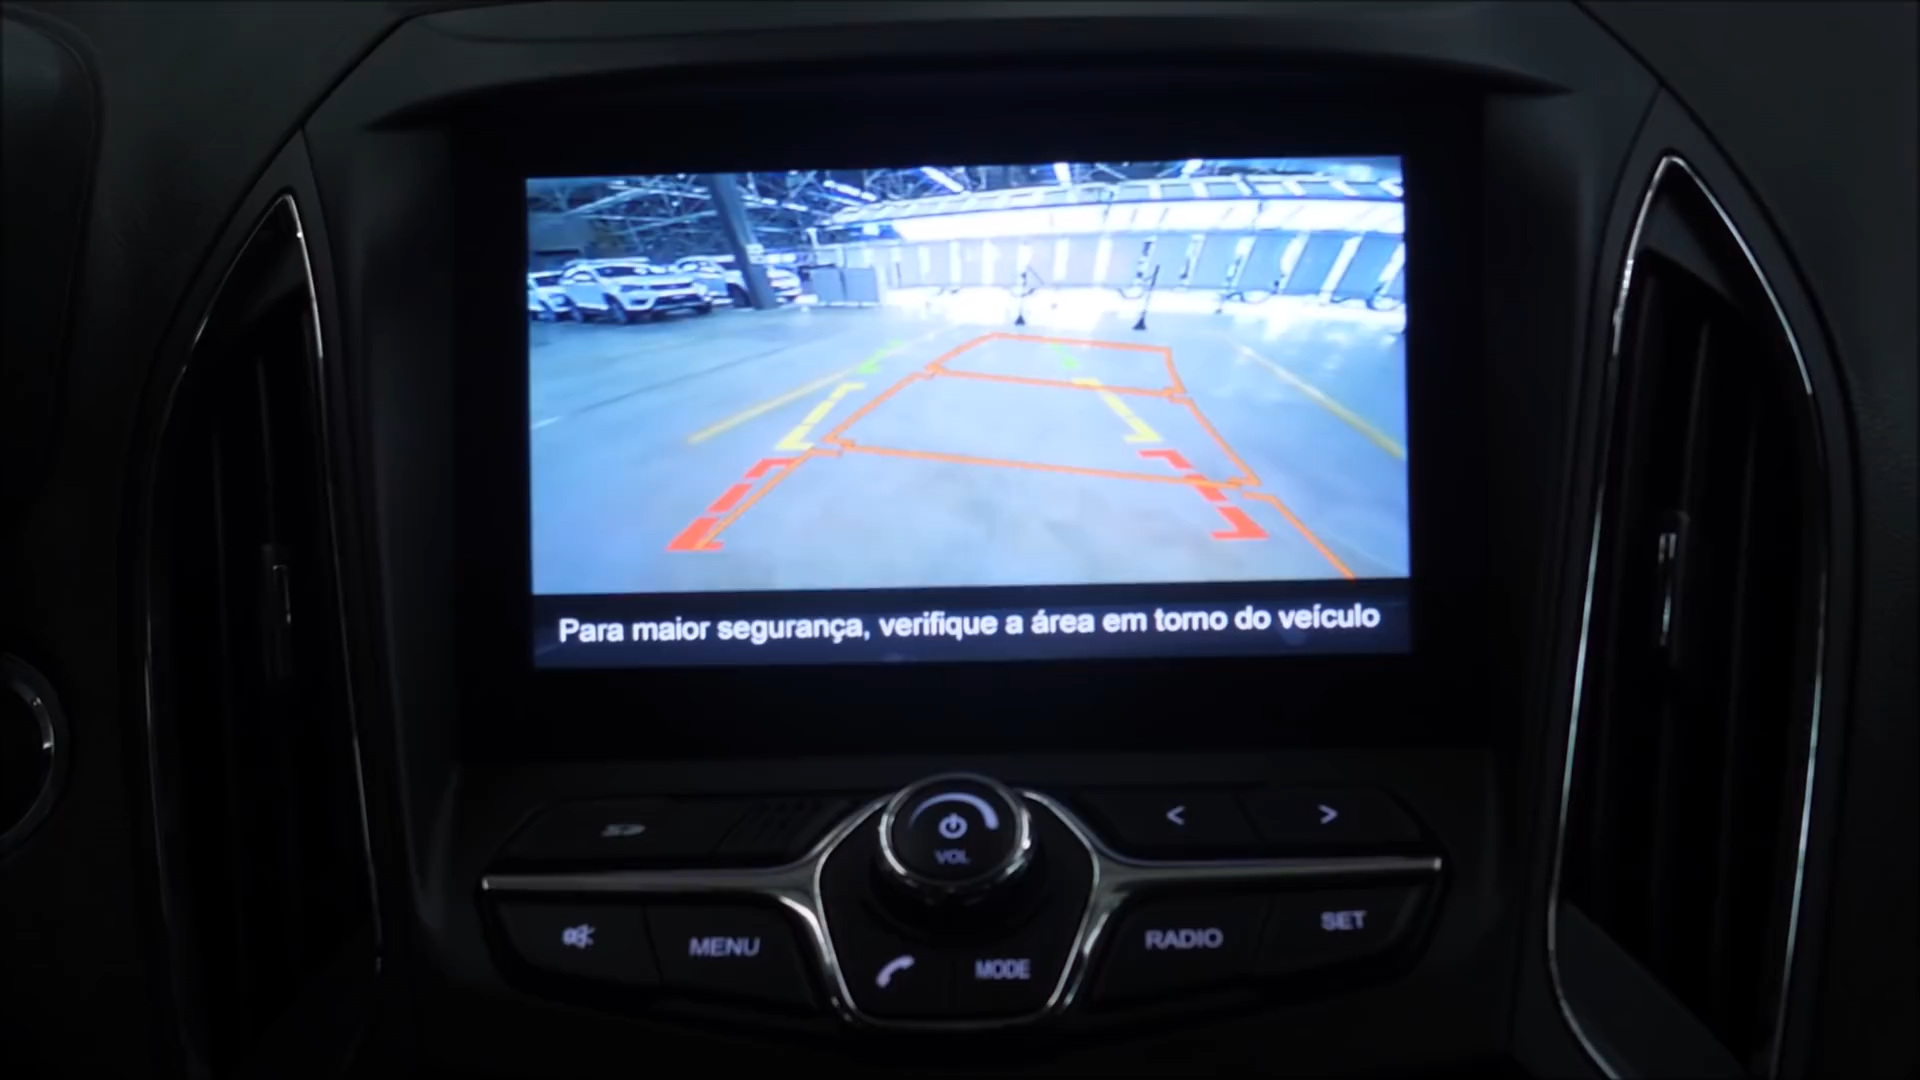 Para maior segurança, verifique a área em torno do veículo
VOL
< >
MENU
RADIO
SET
MODE